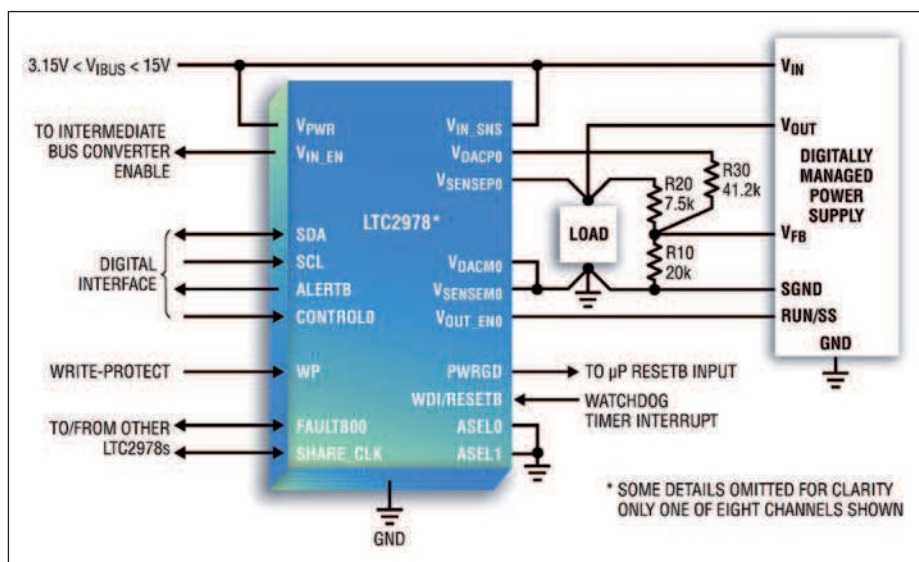 3.15V < VIBUS < 15V
TO INTERMEDIATE
BUS CONVERTER
ENABLE
DIGITAL
INTERFACE
WRITE-PROTECT
TO/FROM OTHER
LTC2978s
VPWR
VIN_EN
SDA
SCL
ALERTB
CONTROL0
WP
FAULTB00
SHARE_CLK
LTC2978*
VIN_SNS
VDACP0
VSENSEP0
VDACM0
VSENSEM0
VOUT_EN0
PWRGD
WDI/RESETB
ASEL0
ASEL1
GND
LOAD
R20
7.5k
R30
41.2k
R10
20k
TO µP RESETB INPUT
WATCHDOG
TIMER INTERRUPT
VIN
VOUT
DIGITALLY
MANAGED
POWER
SUPPLY
VFB
SGND
RUN/SS
GND
* SOME DETAILS OMITTED FOR CLARITY
ONLY ONE OF EIGHT CHANNELS SHOWN